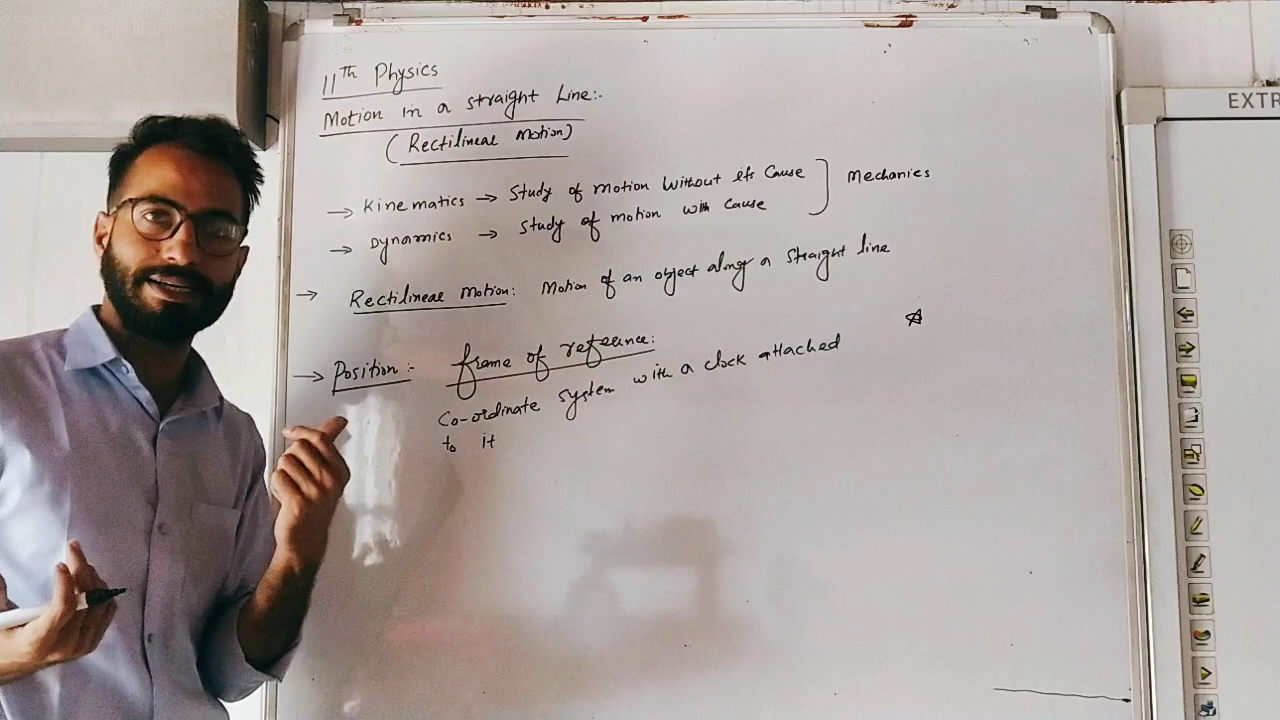 11th Physics
Motion in a straight Line:-
(Rectilinear Motion)
→ Kinematics → Study of motion without its Cause
→ Dynamics → Study of motion with cause
Mechanics
→ Rectilinear Motion: Motion of an object along a straight line
→ Position:- frame of reference:
Co-ordinate system with a clock attached
to it
EXTR